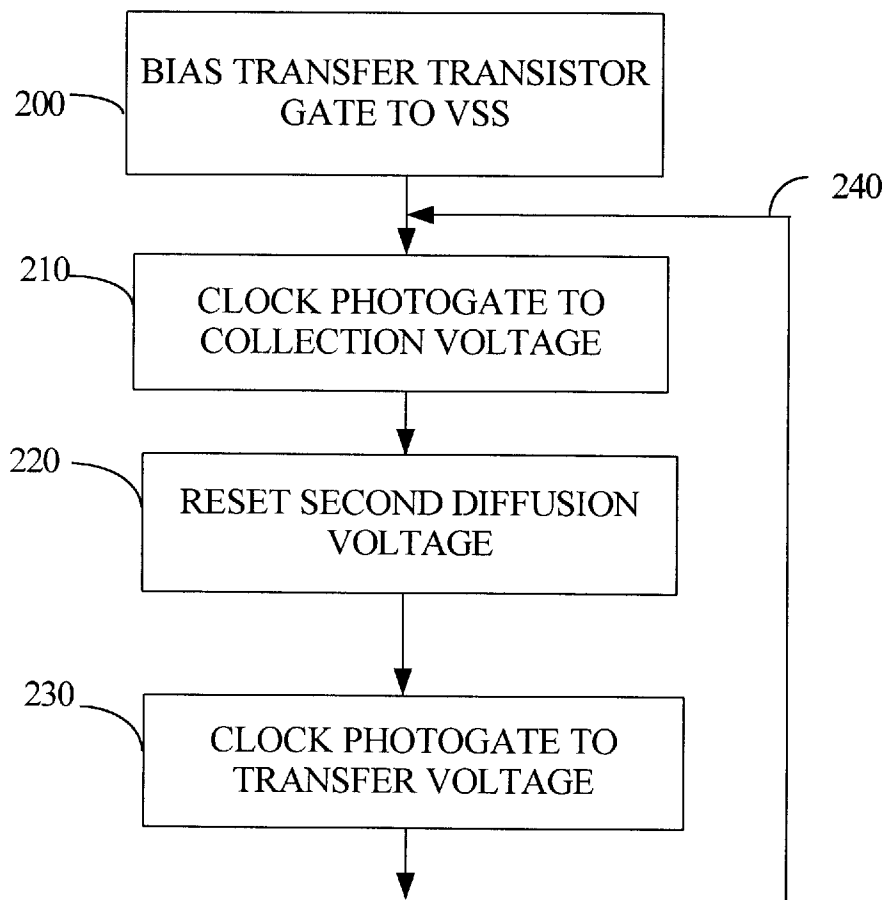 BIAS TRANSFER TRANSISTOR
GATE TO VSS
200
240
210
CLOCK PHOTOGATE TO
COLLECTION VOLTAGE
220
RESET SECOND DIFFUSION
VOLTAGE
230
CLOCK PHOTOGATE TO
TRANSFER VOLTAGE